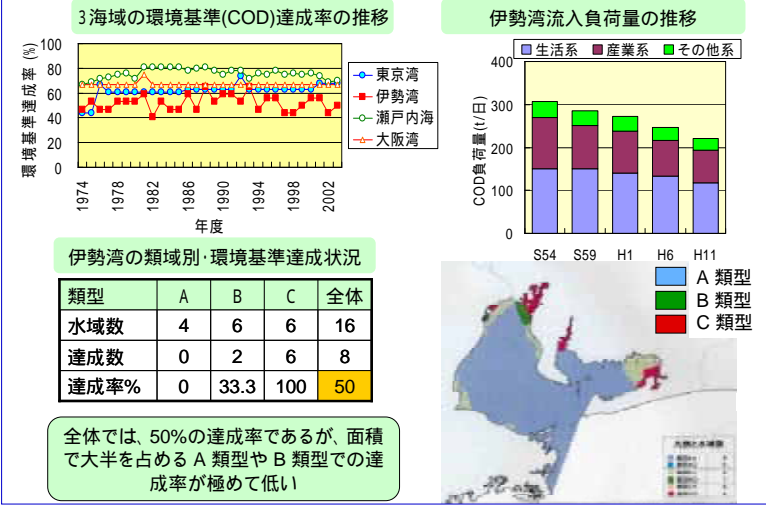 3海域の環境基準(COD)達成率の推移
環境基準達成率 (%)
100
80
60
40
20
0
1974
1978
1982
1986
1990
1994
1998
2002
年度
東京湾
伊勢湾
瀬戸内海
大阪湾
伊勢湾流入負荷量の推移
生活系 産業系 その他系
COD負荷量(t/日)
400
300
200
100
0
S54 S59 H1 H6 H11
伊勢湾の類域別・環境基準達成状況
類型 A B C 全体
水域数 4 6 6 16
達成数 0 2 6 8
達成率% 0 33.3 100 50
全体では、50%の達成率であるが、面積
で大半を占める A 類型や B 類型での達
成率が極めて低い
A 類型
B 類型
C 類型